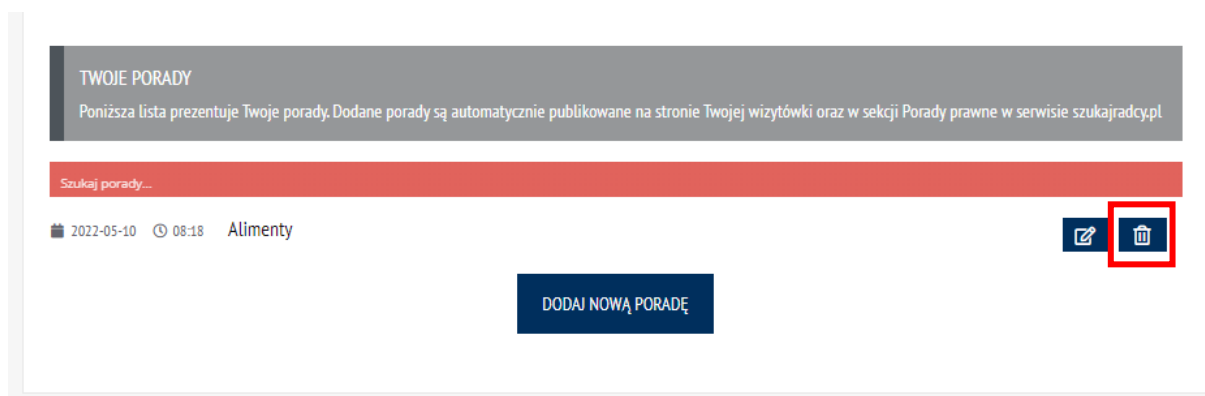 TWOJE PORADY
Poniższa lista prezentuje Twoje porady. Dodane porady są automatycznie publikowane na stronie Twojej wizytówki oraz w sekcji Porady prawne w serwisie szukajradcy.pl
Szukaj porady...
2022-05-10 08:18 Alimenty
DODAJ NOWĄ PORADĘ